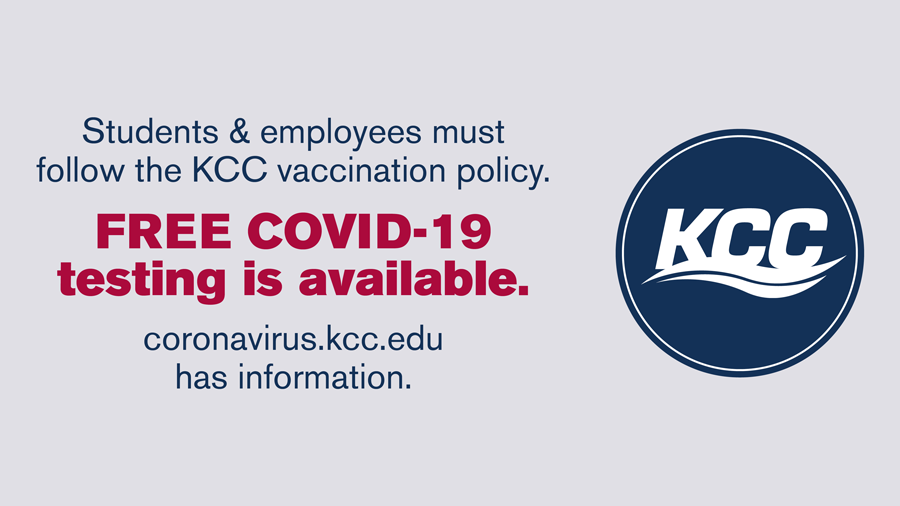 Students & employees must
follow the KCC vaccination policy.
FREE COVID-19
testing is available.
coronavirus.kcc.edu
has information.
KCC